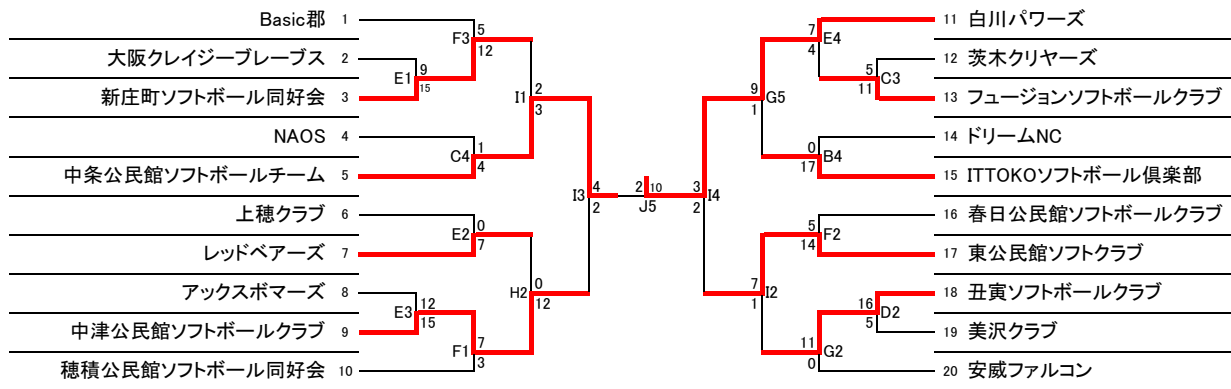 Basic郡 1
大阪クレイジーブレーブス 2
新庄町ソフトボール同好会 3
NAOS 4
中条公民館ソフトボールチーム 5
上穂クラブ 6
レッドベアーズ 7
アックスボマーズ 8
中津公民館ソフトボールクラブ 9
穂積公民館ソフトボール同好会 10
F3 5 12
E1 9 15
I1 2 3
C4 1 4
I3 4 2
E2 0 7
H2 0 12
E3 12 15
F1 7 3
2 10
J5
7 E4
4
5 C3
11
9 G5
1
0 B4
17
3 I4
2
5 F2
14
7 I2
1
16 D2
5
11 G2
0
11 白川パワーズ
12 茨木クリヤーズ
13 フュージョンソフトボールクラブ
14 ドリームNC
15 ITTOKOソフトボール倶楽部
16 春日公民館ソフトボールクラブ
17 東公民館ソフトクラブ
18 丑寅ソフトボールクラブ
19 美沢クラブ
20 安威ファルコン